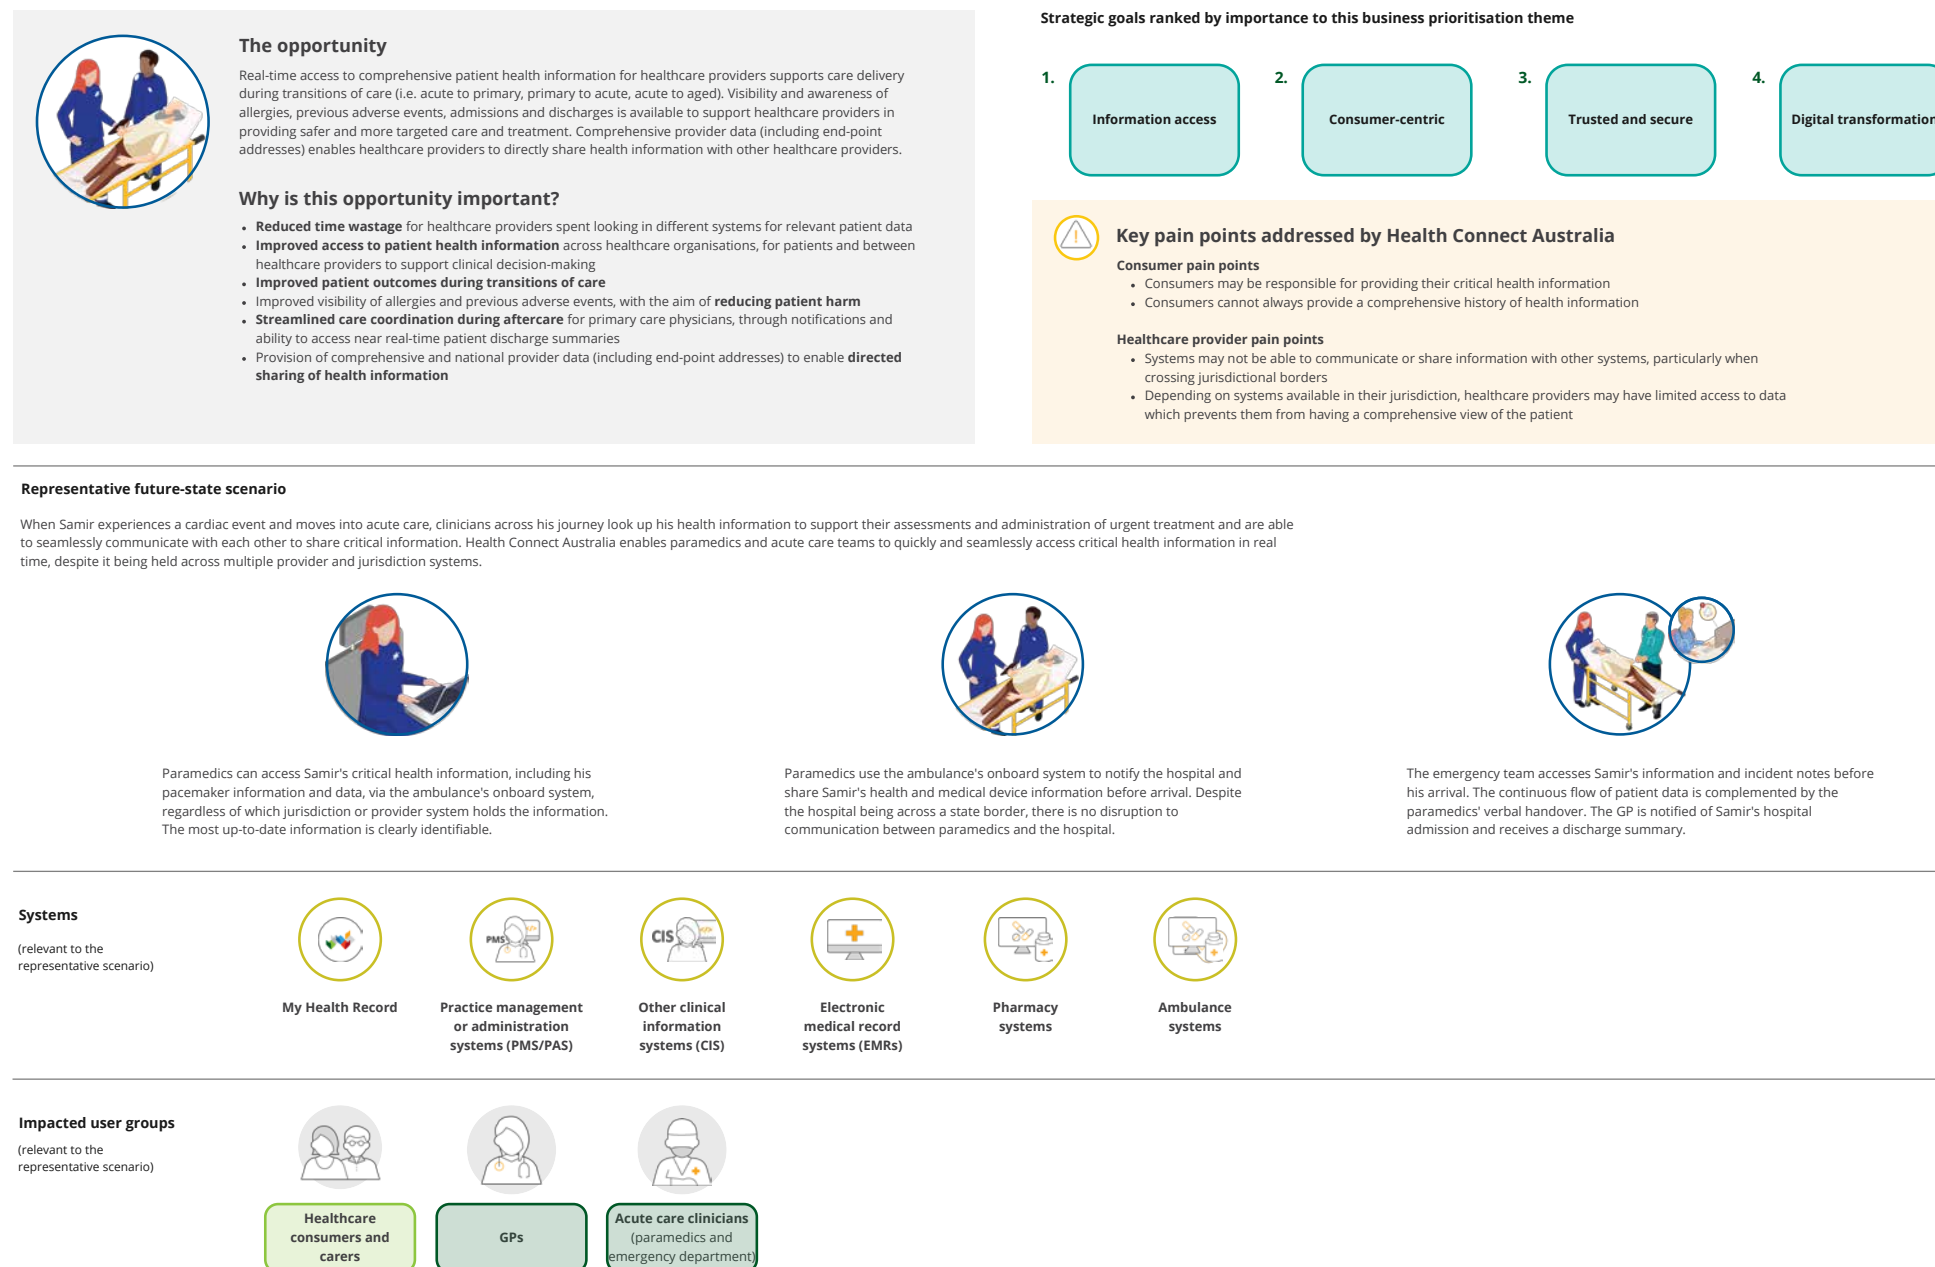 The opportunity
Real-time access to comprehensive patient health information for healthcare providers supports care delivery
during transitions of care (i.e. acute to primary, primary to acute, acute to aged). Visibility and awareness of
allergies, previous adverse events, admissions and discharges is available to support healthcare providers in
providing safer and more targeted care and treatment. Comprehensive provider data (including end-point
addresses) enables healthcare providers to directly share health information with other healthcare providers.
Why is this opportunity important?
• Reduced time wastage for healthcare providers spent looking in different systems for relevant patient data
• Improved access to patient health information across healthcare organisations, for patients and between
healthcare providers to support clinical decision-making
• Improved patient outcomes during transitions of care
• Improved visibility of allergies and previous adverse events, with the aim of reducing patient harm
• Streamlined care coordination during aftercare for primary care physicians, through notifications and
ability to access near real-time patient discharge summaries
• Provision of comprehensive and national provider data (including end-point addresses) to enable directed
sharing of health information
Strategic goals ranked by importance to this business prioritisation theme
1.
Information access
2.
Consumer-centric
3.
Trusted and secure
4.
Digital transformation
Key pain points addressed by Health Connect Australia
Consumer pain points
• Consumers may be responsible for providing their critical health information
• Consumers cannot always provide a comprehensive history of health information
Healthcare provider pain points
• Systems may not be able to communicate or share information with other systems, particularly when
crossing jurisdictional borders
• Depending on systems available in their jurisdiction, healthcare providers may have limited access to data
which prevents them from having a comprehensive view of the patient
Representative future-state scenario
When Samir experiences a cardiac event and moves into acute care, clinicians across his journey look up his health information to support their assessments and administration of urgent treatment and are able
to seamlessly communicate with each other to share critical information. Health Connect Australia enables paramedics and acute care teams to quickly and seamlessly access critical health information in real
time, despite it being held across multiple provider and jurisdiction systems.
Paramedics can access Samir's critical health information, including his
pacemaker information and data, via the ambulance's onboard system,
regardless of which jurisdiction or provider system holds the information.
The most up-to-date information is clearly identifiable.
Paramedics use the ambulance's onboard system to notify the hospital and
share Samir's health and medical device information before arrival. Despite
the hospital being across a state border, there is no disruption to
communication between paramedics and the hospital.
The emergency team accesses Samir's information and incident notes before
his arrival. The continuous flow of patient data is complemented by the
paramedics' verbal handover. The GP is notified of Samir's hospital
admission and receives a discharge summary.
Systems
(relevant to the
representative scenario)
My Health Record
PMS
Practice management
or administration
systems (PMS/PAS)
CIS
Other clinical
information
systems (CIS)
Electronic
medical record
systems (EMRs)
Pharmacy
systems
Ambulance
systems
Impacted user groups
(relevant to the
representative scenario)
Healthcare
consumers and
carers
GPs
Acute care clinicians
(paramedics and
emergency department)